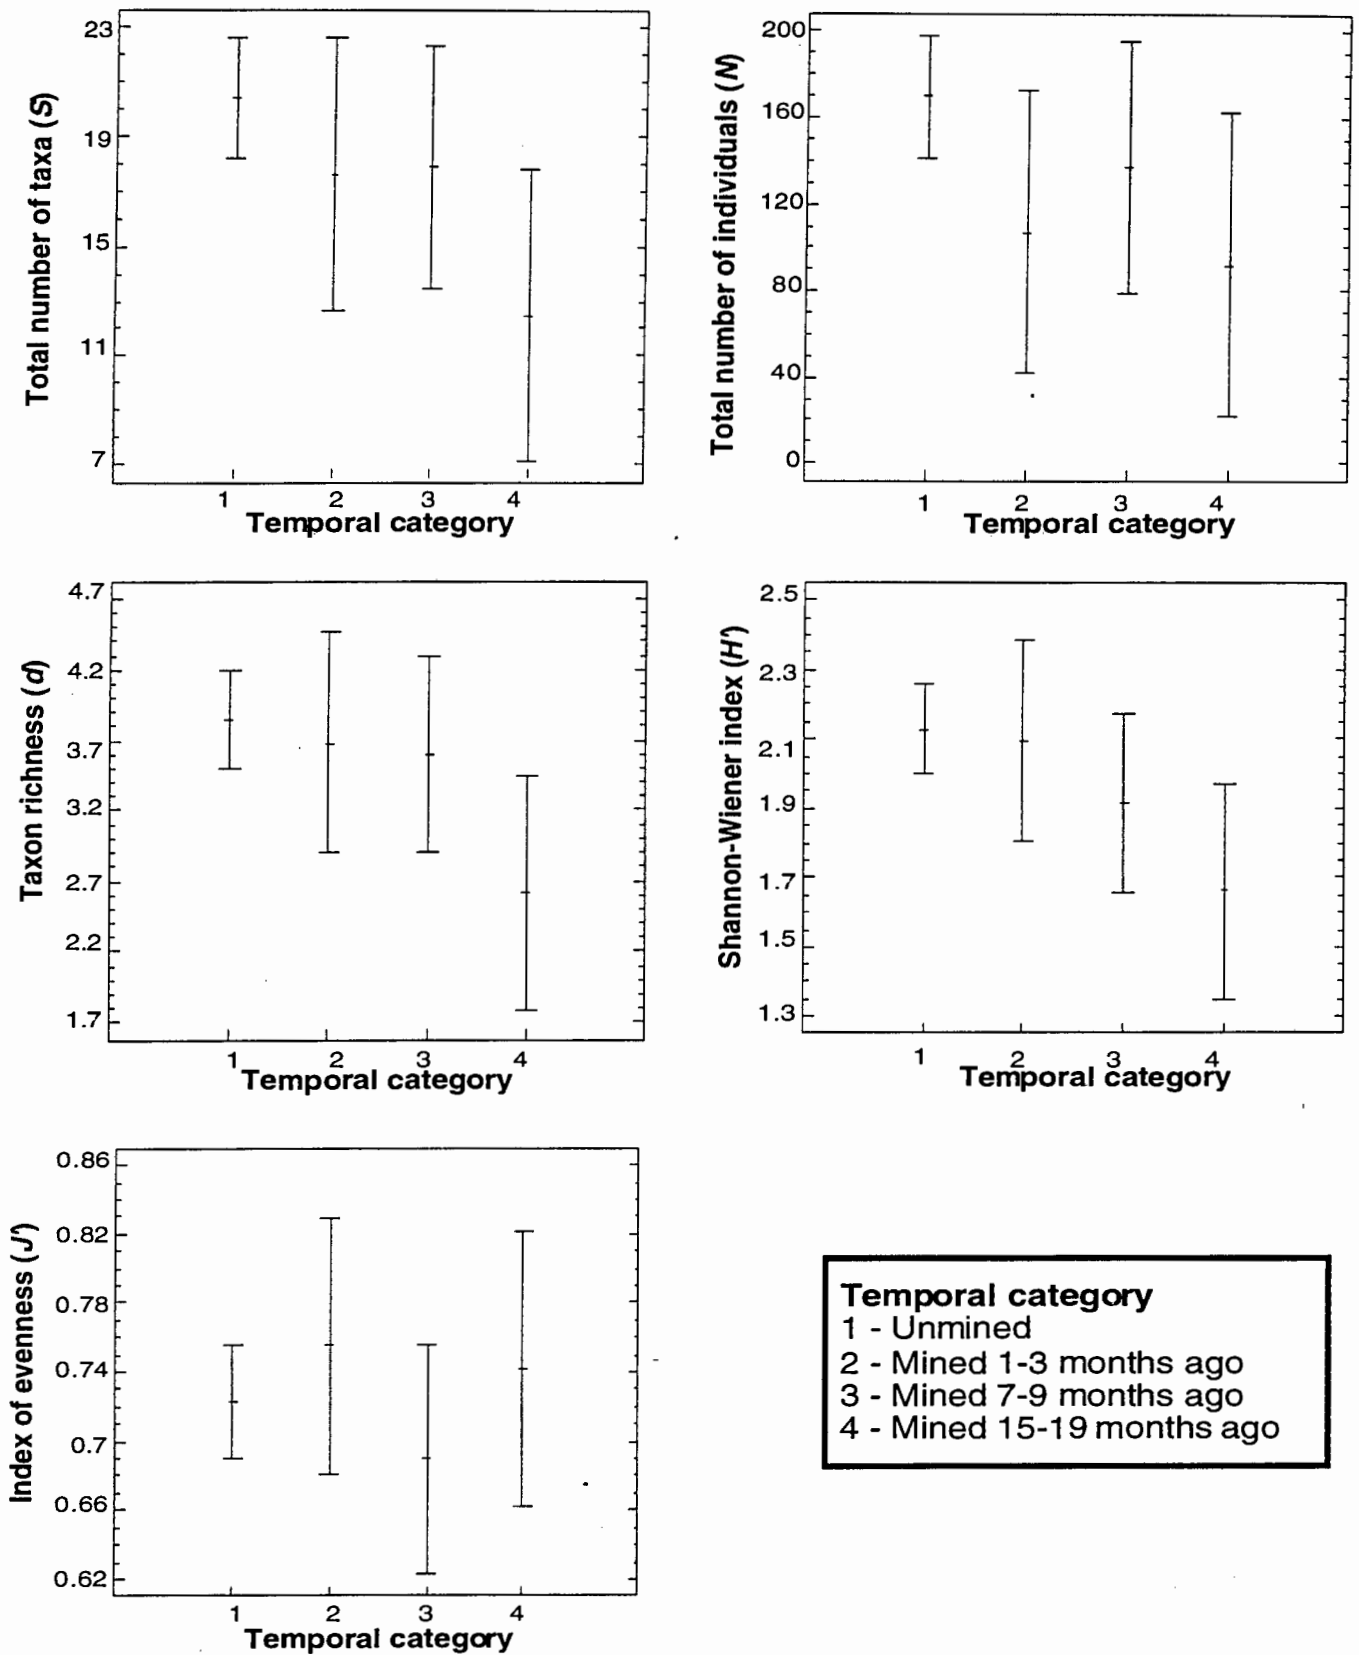 Total number of taxa (S)
23
19
15
11
7
1 2 3 4
Temporal category
Total number of individuals (N)
200
160
120
80
40
0
1 2 3 4
Temporal category
Taxon richness (d)
4.7
4.2
3.7
3.2
2.7
2.2
1.7
1 2 3 4
Temporal category
Shannon-Wiener index (H')
2.5
2.3
2.1
1.9
1.7
1.5
1.3
1 2 3 4
Temporal category
Index of evenness (J')
0.86
0.82
0.78
0.74
0.7
0.66
0.62
1 2 3 4
Temporal category
Temporal category
1 - Unmined
2 - Mined 1-3 months ago
3 - Mined 7-9 months ago
4 - Mined 15-19 months ago